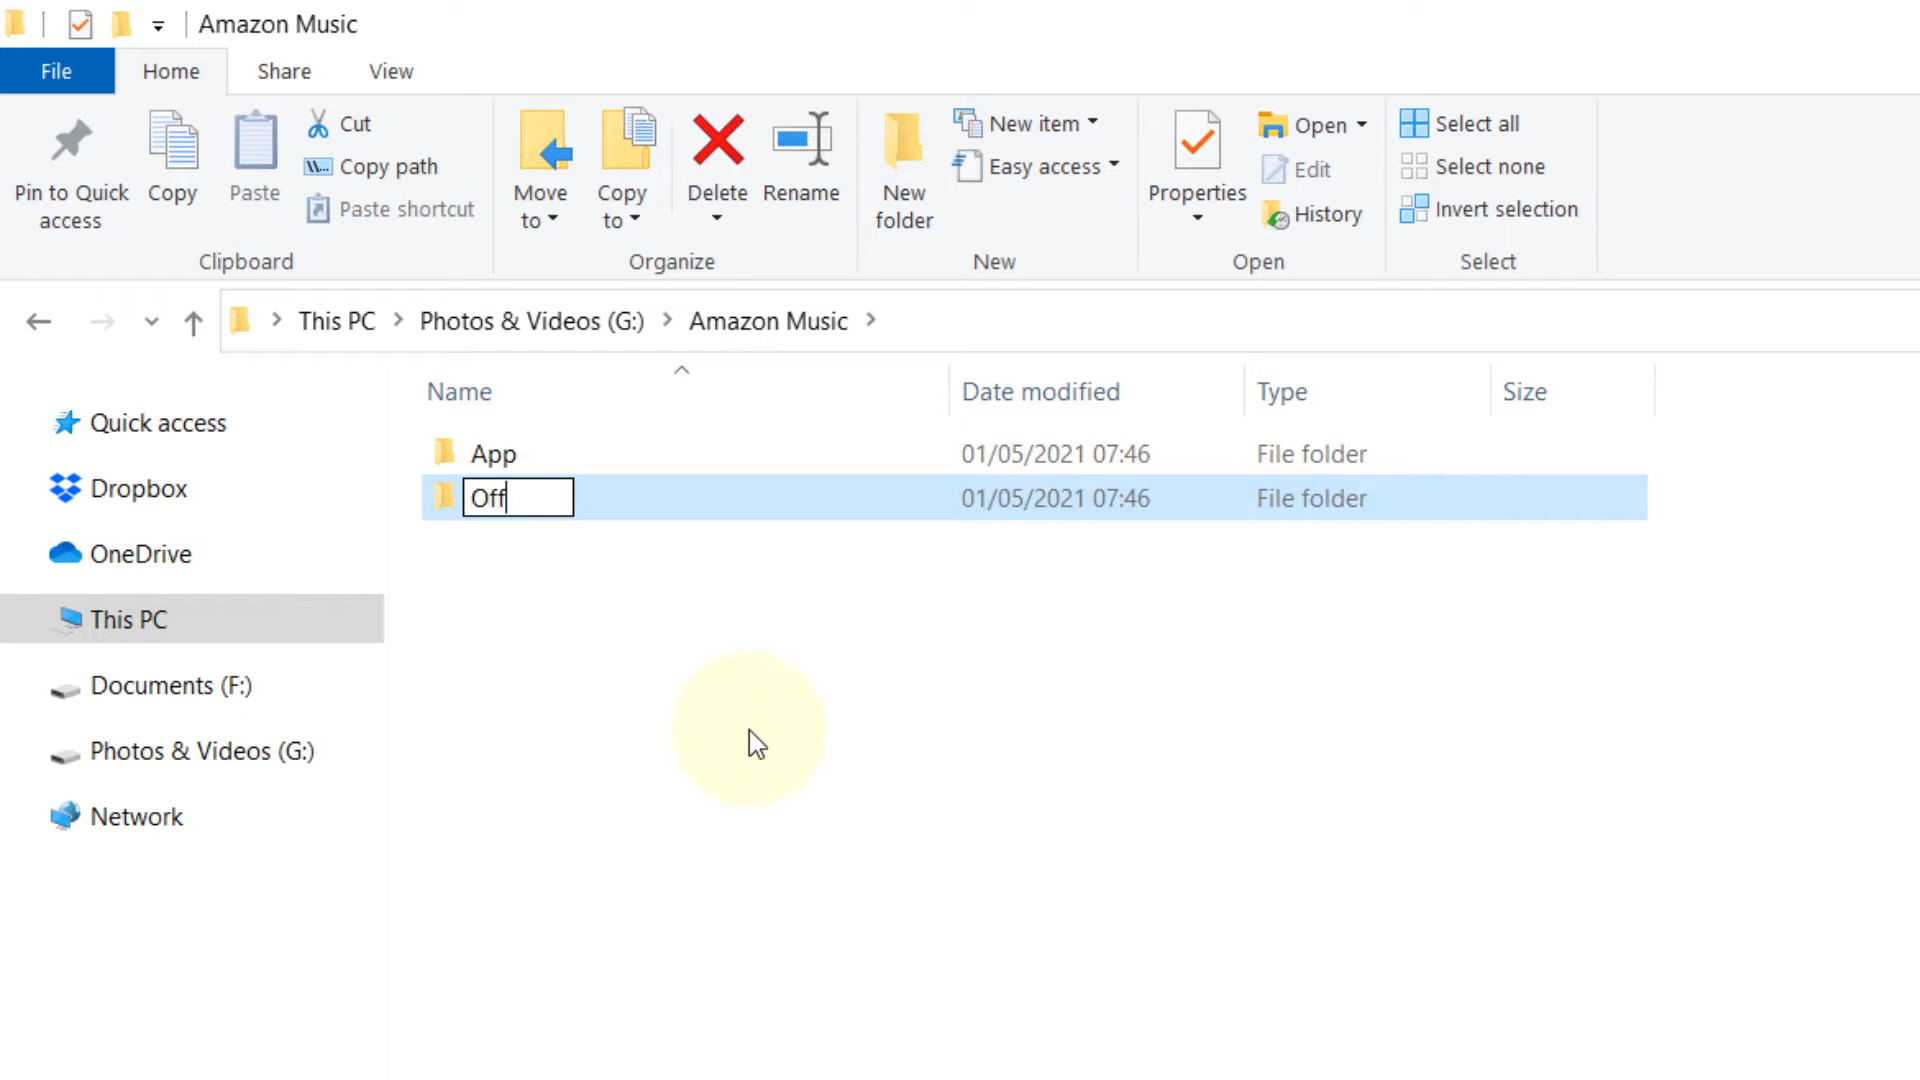 Amazon Music
File Home Share View
Pin to Quick access
Copy
Paste
Cut
Copy path
Paste shortcut
Clipboard
Move to
Copy to
Delete
Rename
Organize
New folder
New item
Easy access
New
Properties
Open
Edit
History
Open
Select all
Select none
Invert selection
Select
This PC > Photos & Videos (G:) > Amazon Music >
Name Date modified Type Size
App 01/05/2021 07:46 File folder
Off 01/05/2021 07:46 File folder
Quick access
Dropbox
OneDrive
This PC
Documents (F:)
Photos & Videos (G:)
Network